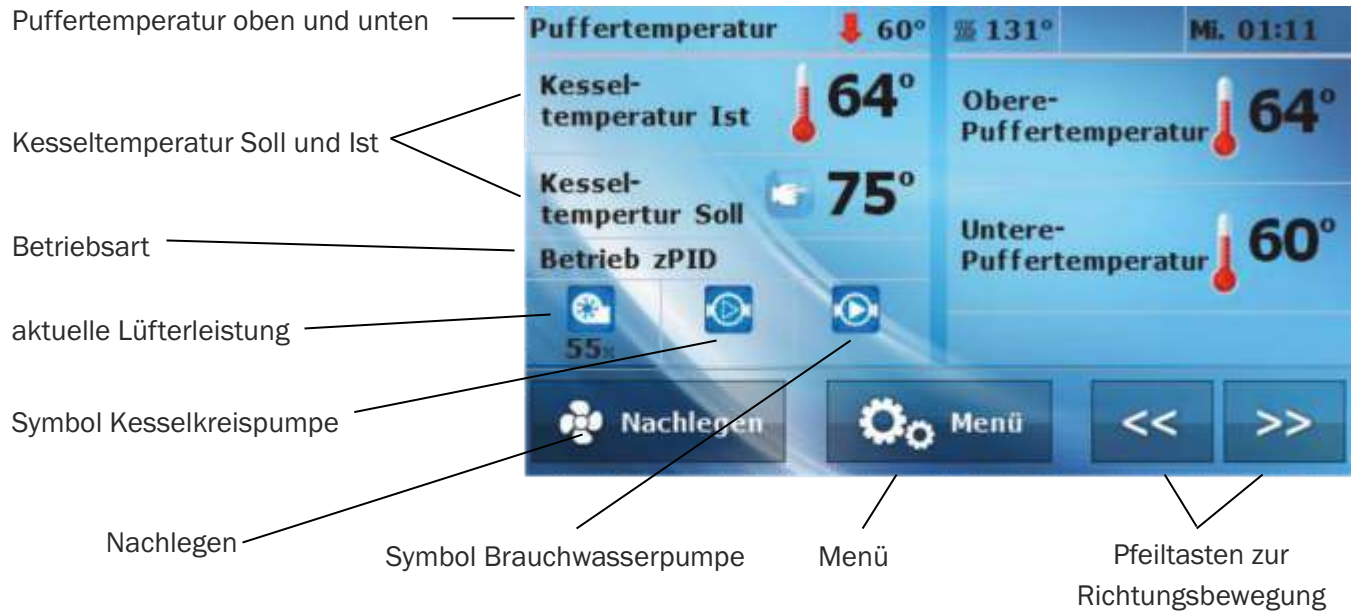 Puffertemperatur oben und unten
Kesseltemperatur Soll und Ist
Betriebsart
aktuelle Lüfterleistung
Symbol Kesselkreispumpe
Nachlegen
Symbol Brauchwasserpumpe
Menü
Pfeiltasten zur
Richtungsbewegung
Puffertemperatur 60° 131° Mi. 01:11
Kessel-
temperatur Ist 64°
Kessel-
tempertur Soll 75°
Betrieb zPID
55%
Obere-
Puffertemperatur 64°
Untere-
Puffertemperatur 60°
Nachlegen Menü << >>